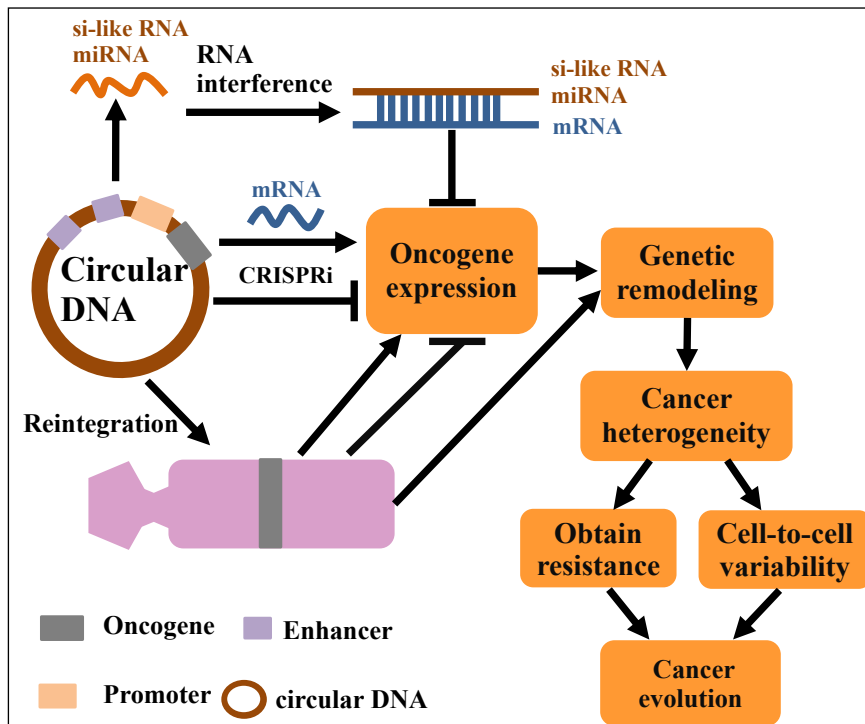 si-like RNA
miRNA
RNA
interference
si-like RNA
miRNA
mRNA
mRNA
Circular
DNA
CRISPRi
Oncogene
expression
Genetic
remodeling
Reintegration
Cancer
heterogeneity
Obtain
resistance
Cell-to-cell
variability
Oncogene
Enhancer
Promoter
circular DNA
Cancer
evolution